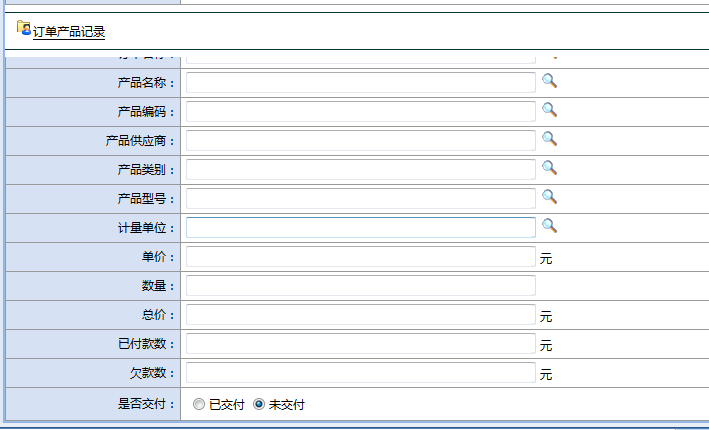 订单产品记录
产品名称：
产品编码：
产品供应商：
产品类别：
产品型号：
计量单位：
单价： 元
数量：
总价： 元
已付款数： 元
欠款数： 元
是否交付： 已交付 未交付